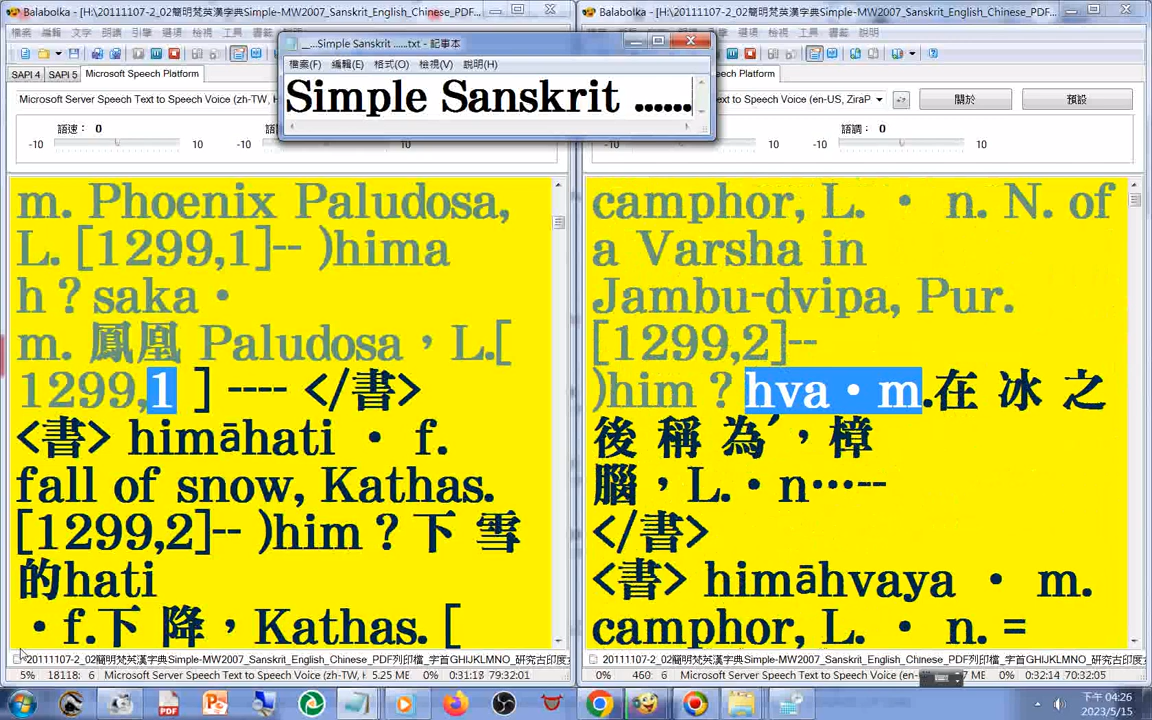 Balabolka - [H:\20111107-2_02簡明梵英漢字典Simple-MW2007_Sanskrit_English_Chinese_PDF...
Balabolka - [H:\20111107-2_02簡明梵英漢字典Simple-MW2007_Sanskrit_English_Chinese_PDF...
檔案 編輯 文字 朗讀
__...Simple Sanskrit ......txt - 記事本
檔案(F) 編輯(E) 格式(O) 檢視(V) 說明(H)
Simple Sanskrit ......
SAPI 4 SAPI 5 Microsoft Speech Platform
Speech Platform
Microsoft Server Speech Text to Speech Voice (zh-TW, H
xt to Speech Voice (en-US, ZiraP
關於 預設
語速： 0
-10 10
-10 10
語調： 0
-10 10
m. Phoenix Paludosa,
L. [1299,1]-- )hima
h？saka・
m. 鳳凰 Paludosa，L.[
1299,1 ] ---- </書>
<書> himāhati ・ f.
fall of snow, Kathas.
[1299,2]-- )him？下 雪
的hati
・f.下 降，Kathas. [
camphor, L. ・ n. N. of
a Varsha in
Jambu-dvipa, Pur.
[1299,2]--
)him？hva・m.在 冰 之
後 稱 為ˊ，樟
腦，L.・n…--
</書>
<書> himāhvaya ・ m.
camphor, L. ・ n. =
20111107-2_02簡明梵英漢字典Simple-MW2007_Sanskrit_English_Chinese_PDF列印檔_字首GHIJKLMNO_研究古印度
20111107-2_02簡明梵英漢字典Simple-MW2007_Sanskrit_English_Chinese_PDF列印檔_字首GHIJKLMNO_研究古印度
5% 18118: 6 Microsoft Server Speech Text to Speech Voice (zh-TW, 5.25 ME 0% 0:31:13 79:32:01
0% 460: 6 Microsoft Server Speech Text to Speech Voice ME 0% 0:32:14 70:32:05
下午 04:26
2023/5/15